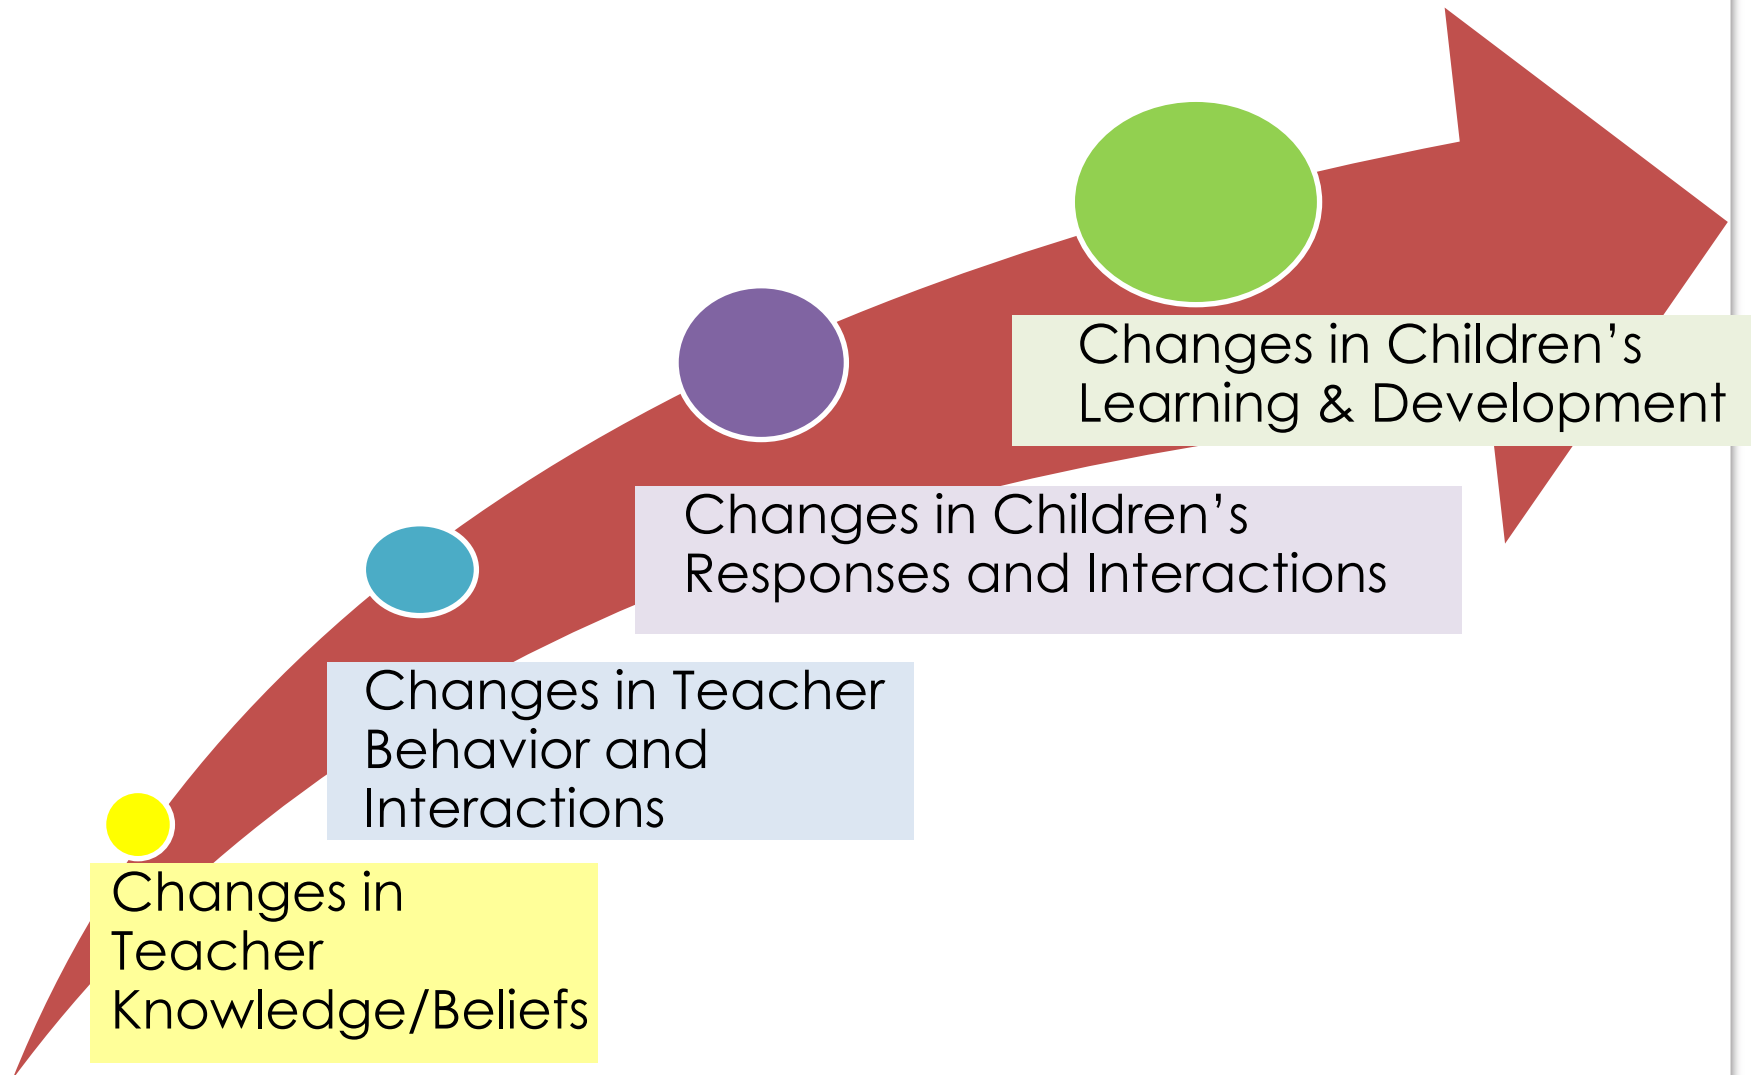 Changes in Children’s
Learning & Development
Changes in Children’s
Responses and Interactions
Changes in Teacher
Behavior and
Interactions
Changes in
Teacher
Knowledge/Beliefs